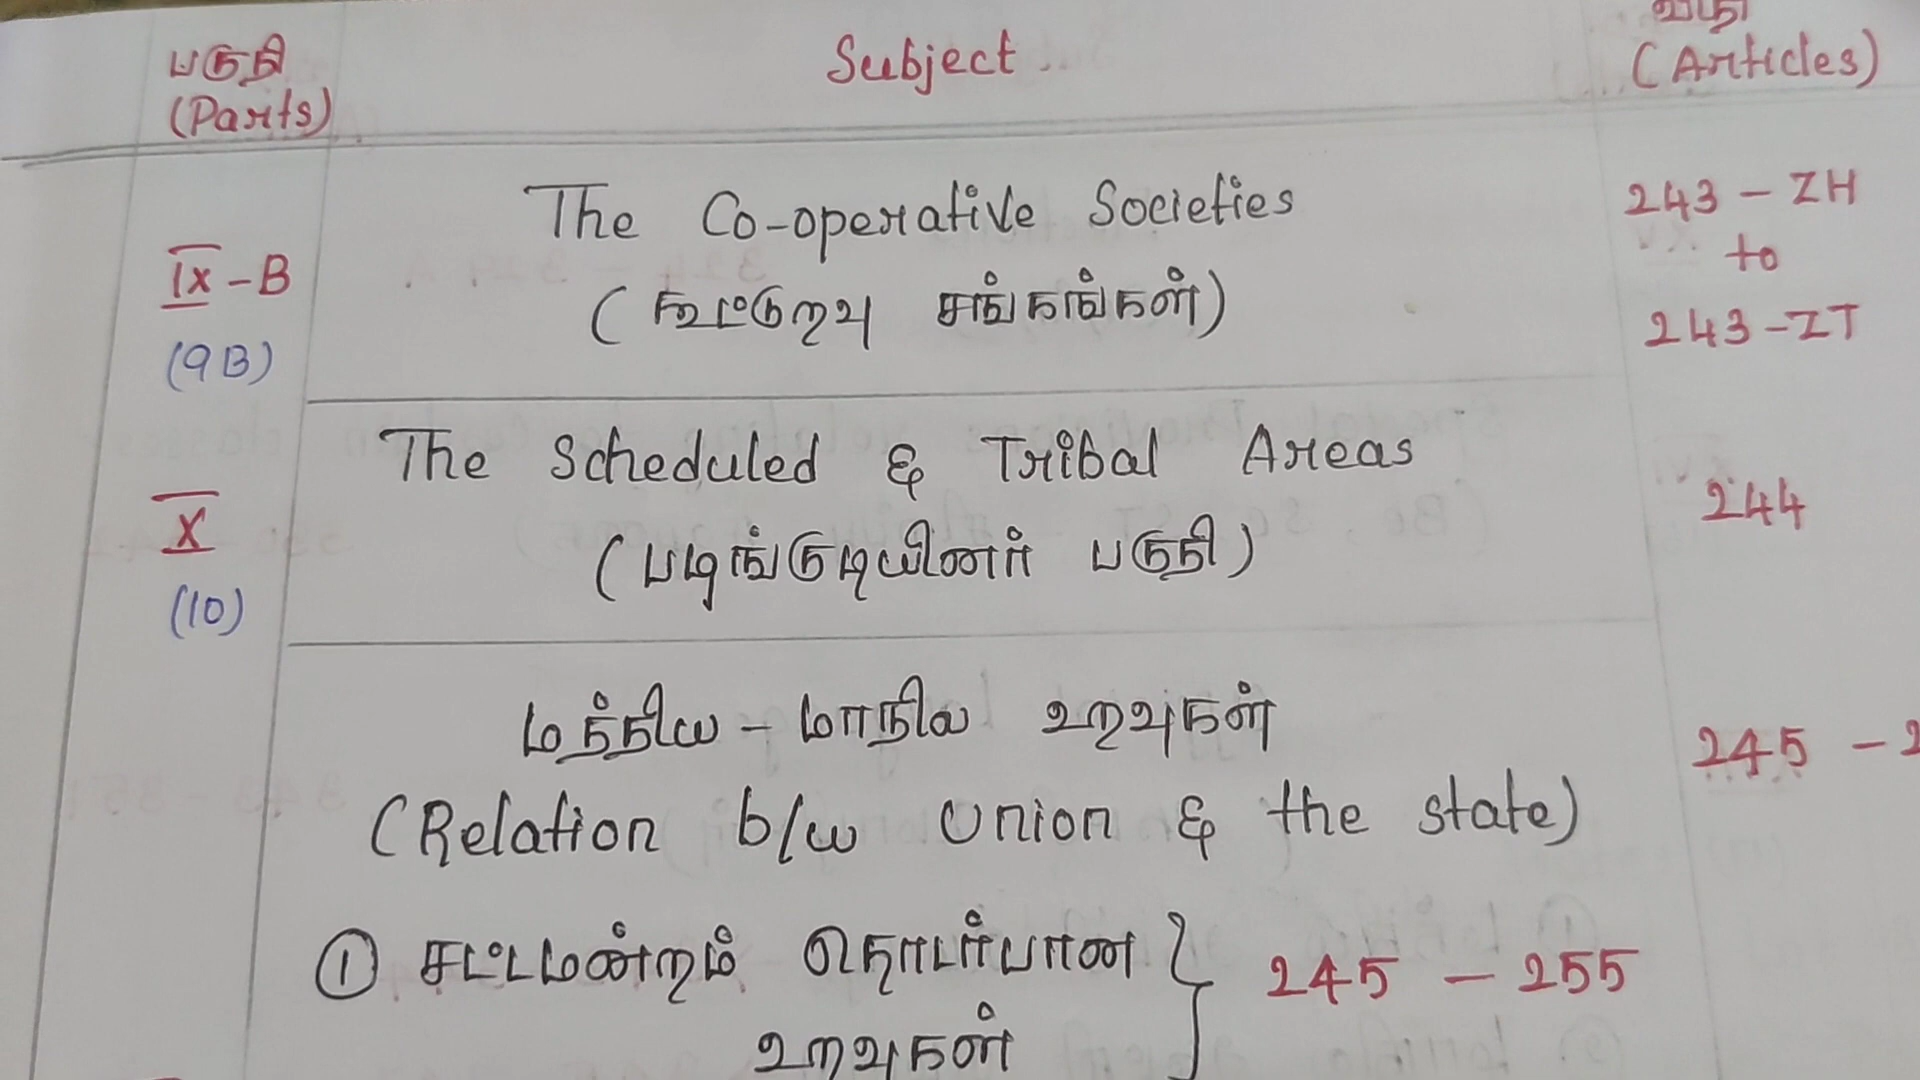 பகுதி
(Parts)
Subject
(Articles)
IX-B
(9B)
The Co-operative Societies
(கூட்டுறவு சங்கங்கள்)
243 - ZH
to
243 -ZT
X
(10)
The Scheduled & Tribal Areas
(படிங்குடியினர் பகுதி)
244
மத்திய - மாநில உறவுகள்
(Relation b/w Union & the state)
245 - 2
① சட்டமன்றம் தொடர்பான
உறவுகள்
245 - 255